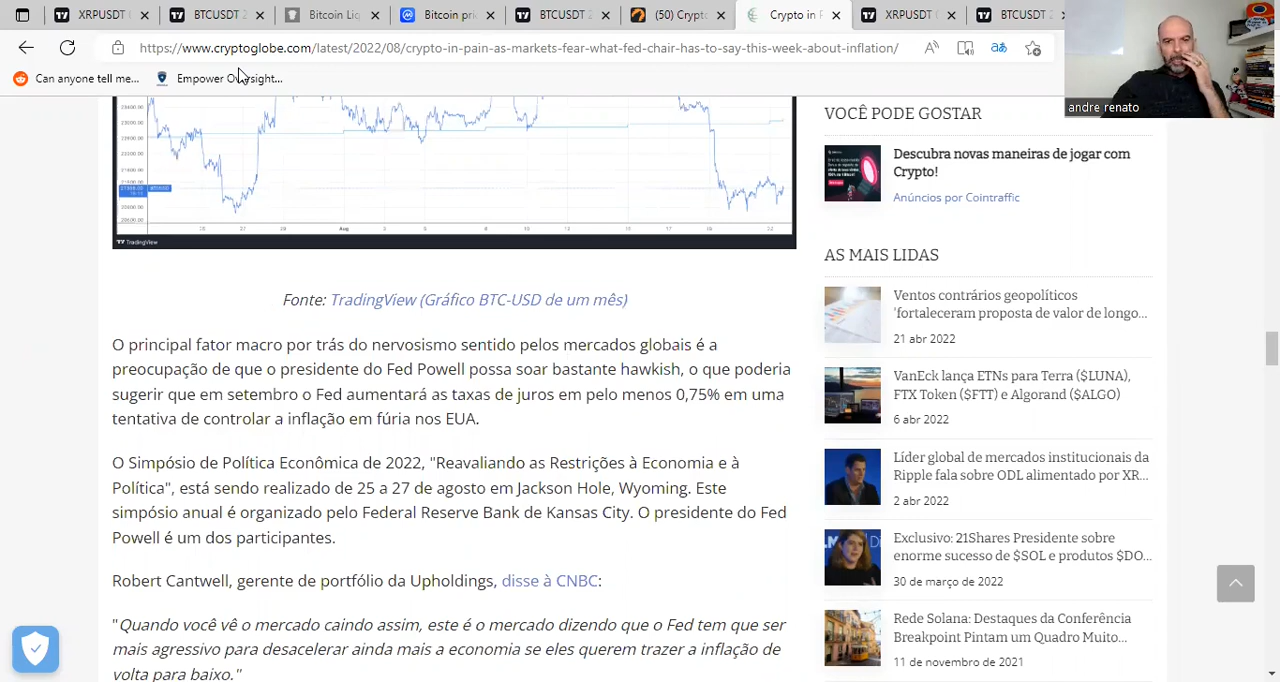 XRPUSDT
BTCUSDT
Bitcoin Liq
Bitcoin pri
BTCUSDT
(50) Crypt
Crypto in
XRPUSDT
BTCUSDT
https://www.cryptoglobe.com/latest/2022/08/crypto-in-pain-as-markets-fear-what-fed-chair-has-to-say-this-week-about-inflation/
Can anyone tell me...
Empower Oversight...
andre renato
TradingView
Aug
Fonte: TradingView (Gráfico BTC-USD de um mês)
O principal fator macro por trás do nervosismo sentido pelos mercados globais é a
preocupação de que o presidente do Fed Powell possa soar bastante hawkish, o que poderia
sugerir que em setembro o Fed aumentará as taxas de juros em pelo menos 0,75% em uma
tentativa de controlar a inflação em fúria nos EUA.
O Simpósio de Política Econômica de 2022, "Reavaliando as Restrições à Economia e à
Política", está sendo realizado de 25 a 27 de agosto em Jackson Hole, Wyoming. Este
simpósio anual é organizado pelo Federal Reserve Bank de Kansas City. O presidente do Fed
Powell é um dos participantes.
Robert Cantwell, gerente de portfólio da Upholdings, disse à CNBC:
"Quando você vê o mercado caindo assim, este é o mercado dizendo que o Fed tem que ser
mais agressivo para desacelerar ainda mais a economia se eles querem trazer a inflação de
volta para baixo."
VOCÊ PODE GOSTAR
Descubra novas maneiras de jogar com
Crypto!
Anúncios por Cointraffic
AS MAIS LIDAS
Ventos contrários geopolíticos
'fortaleceram proposta de valor de longo...
21 abr 2022
VanEck lança ETNs para Terra ($LUNA),
FTX Token ($FTT) e Algorand ($ALGO)
6 abr 2022
Líder global de mercados institucionais da
Ripple fala sobre ODL alimentado por XR...
2 abr 2022
Exclusivo: 21Shares Presidente sobre
enorme sucesso de $SOL e produtos $DO...
30 de março de 2022
Rede Solana: Destaques da Conferência
Breakpoint Pintam um Quadro Muito...
11 de novembro de 2021